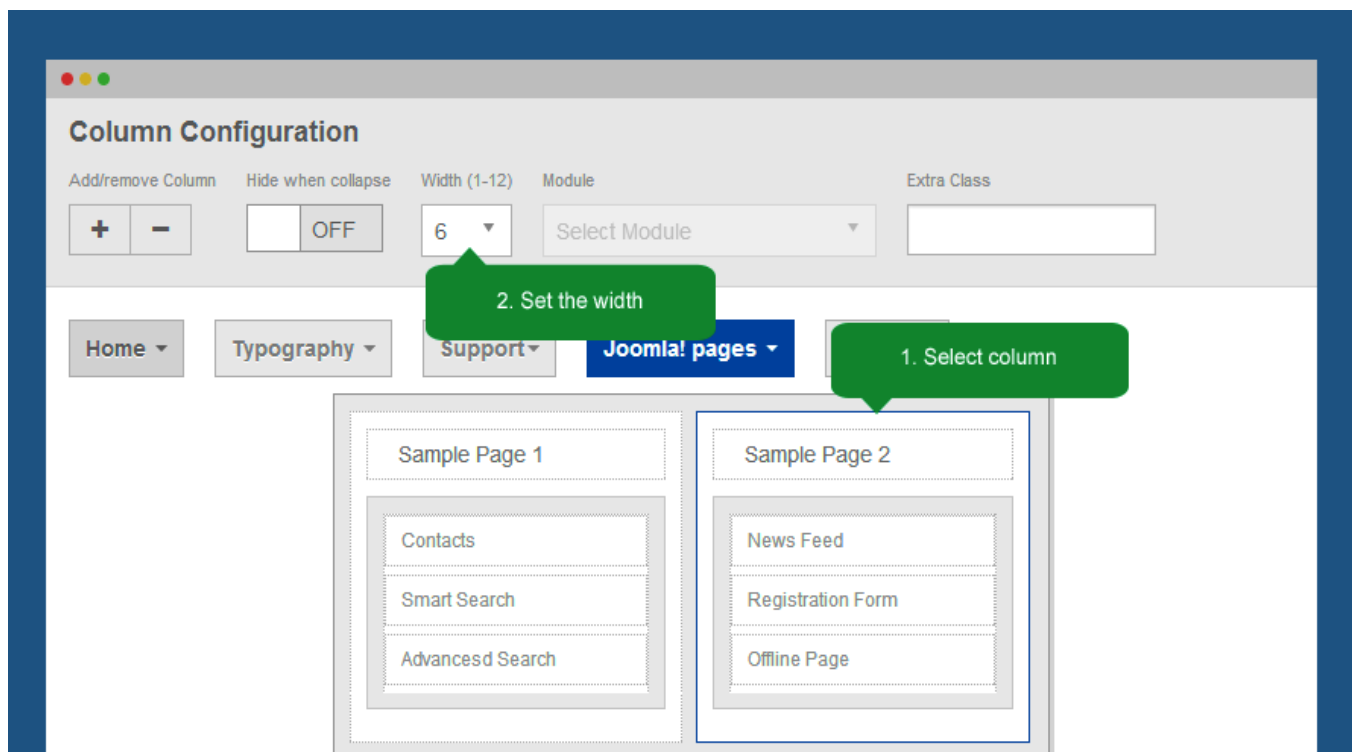 Column Configuration
Add/remove Column Hide when collapse Width (1-12) Module Extra Class
+ − OFF 6 Select Module
2. Set the width
Home Typography Support Joomla! pages
1. Select column
Sample Page 1 Sample Page 2
Contacts News Feed
Smart Search Registration Form
Advancesd Search Offline Page